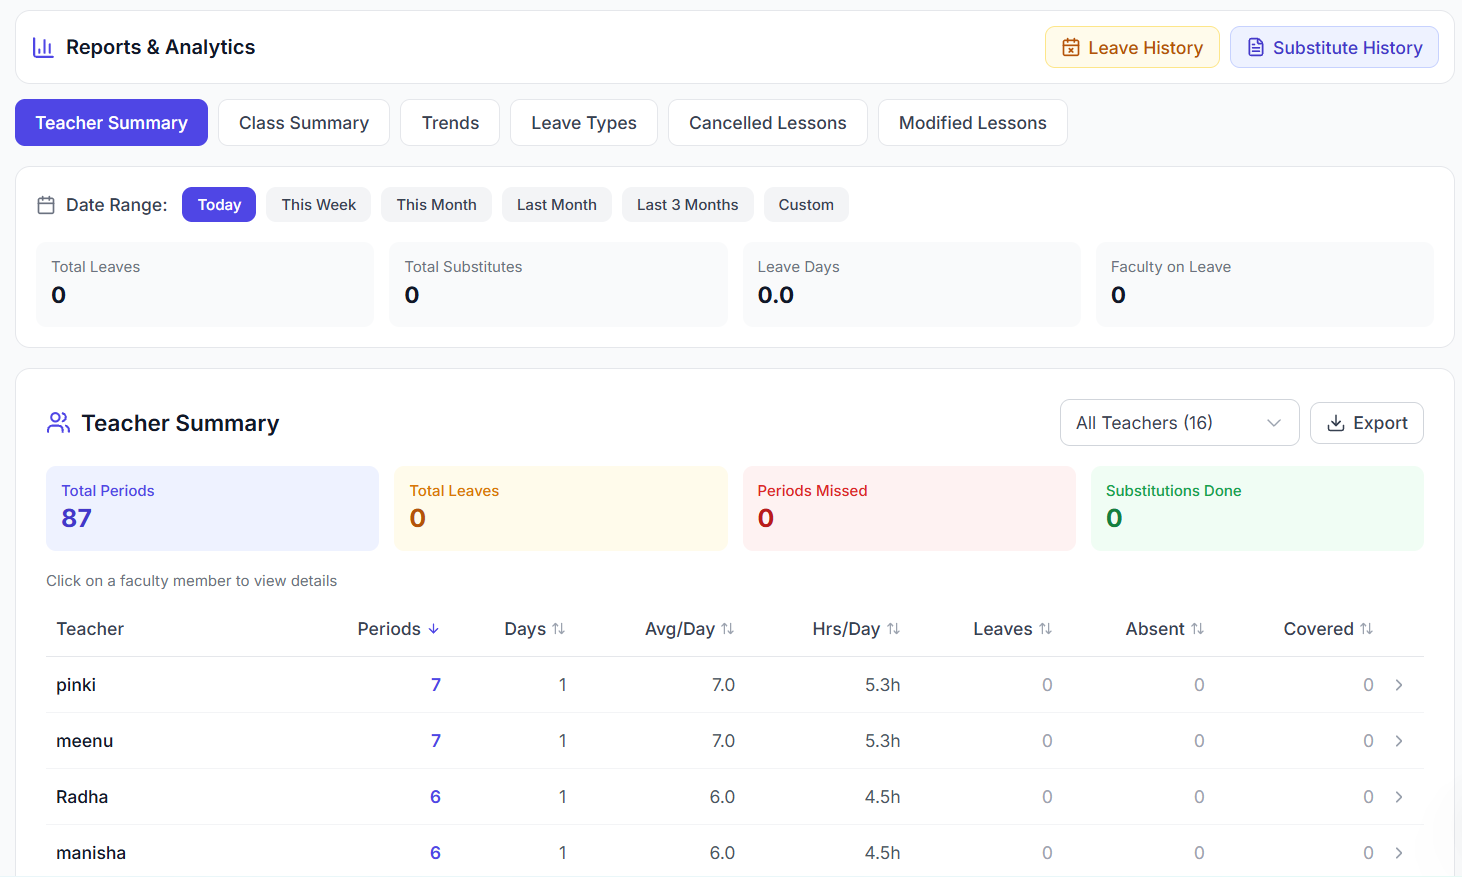 Reports & Analytics
Leave History
Substitute History
Teacher Summary
Class Summary
Trends
Leave Types
Cancelled Lessons
Modified Lessons
Date Range:
Today
This Week
This Month
Last Month
Last 3 Months
Custom
Total Leaves
0
Total Substitutes
0
Leave Days
0.0
Faculty on Leave
0
Teacher Summary
All Teachers (16)
Export
Total Periods
87
Total Leaves
0
Periods Missed
0
Substitutions Done
0
Click on a faculty member to view details
Teacher Periods Days Avg/Day Hrs/Day Leaves Absent Covered
pinki 7 1 7.0 5.3h 0 0 0
meenu 7 1 7.0 5.3h 0 0 0
Radha 6 1 6.0 4.5h 0 0 0
manisha 6 1 6.0 4.5h 0 0 0